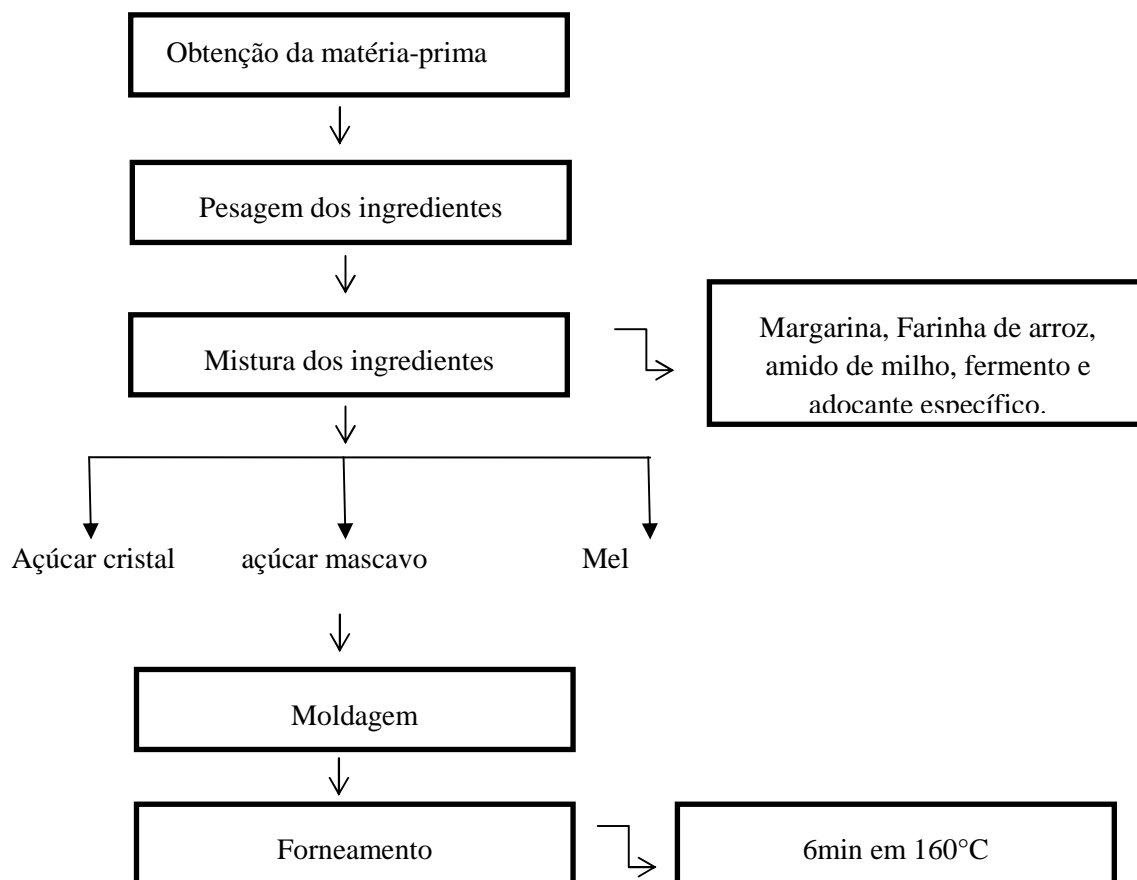 Obtenção da matéria-prima
Pesagem dos ingredientes
Mistura dos ingredientes
Margarina, Farinha de arroz,
amido de milho, fermento e
adoçante específico.
Açúcar cristal
açúcar mascavo
Mel
Moldagem
Forneamento
6min em 160°C